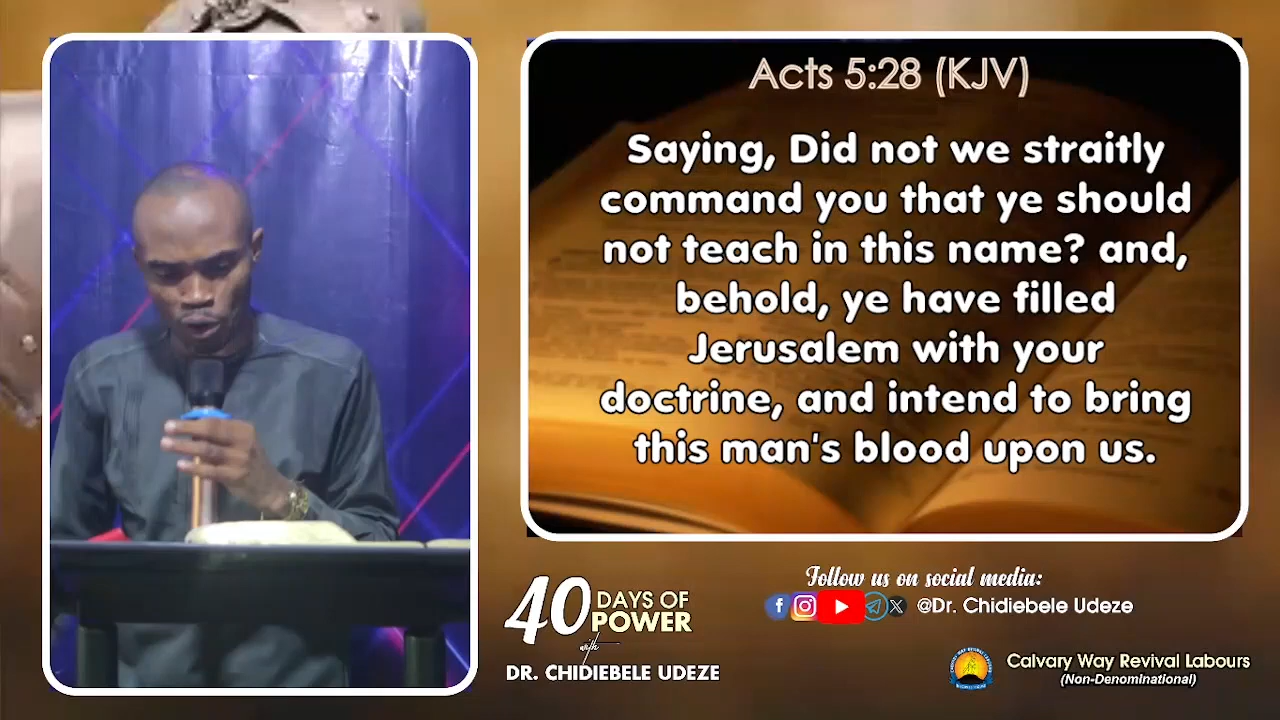 Acts 5:28 (KJV)
Saying, Did not we straitly
command you that ye should
not teach in this name? and,
behold, ye have filled
Jerusalem with your
doctrine, and intend to bring
this man's blood upon us.
40 DAYS OF
POWER
with
DR. CHIDIEBELE UDEZE
Follow us on social media:
@Dr. Chidiebele Udeze
Calvary Way Revival Labours
(Non-Denominational)